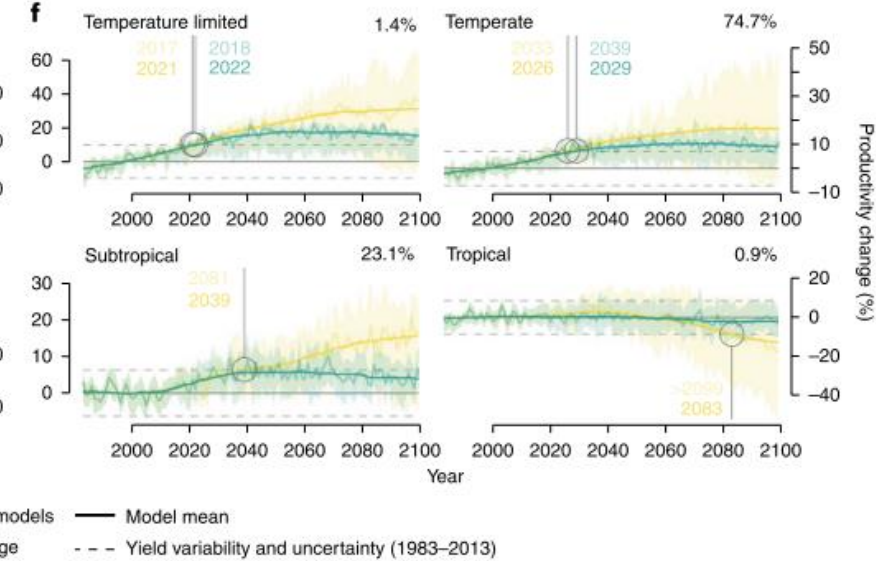 f
Temperature limited 1.4%
2017 2018
2021 2022
60
40
20
0
2000 2020 2040 2060 2080 2100
Temperate 74.7%
2033 2039
2026 2029
50
30
10
–10
2000 2020 2040 2060 2080 2100
Subtropical 23.1%
2081
2039
30
20
10
0
2000 2020 2040 2060 2080 2100
Tropical 0.9%
>2099
2083
20
0
–20
–40
2000 2020 2040 2060 2080 2100
Productivity change (%)
Year
models Model mean
ge Yield variability and uncertainty (1983–2013)